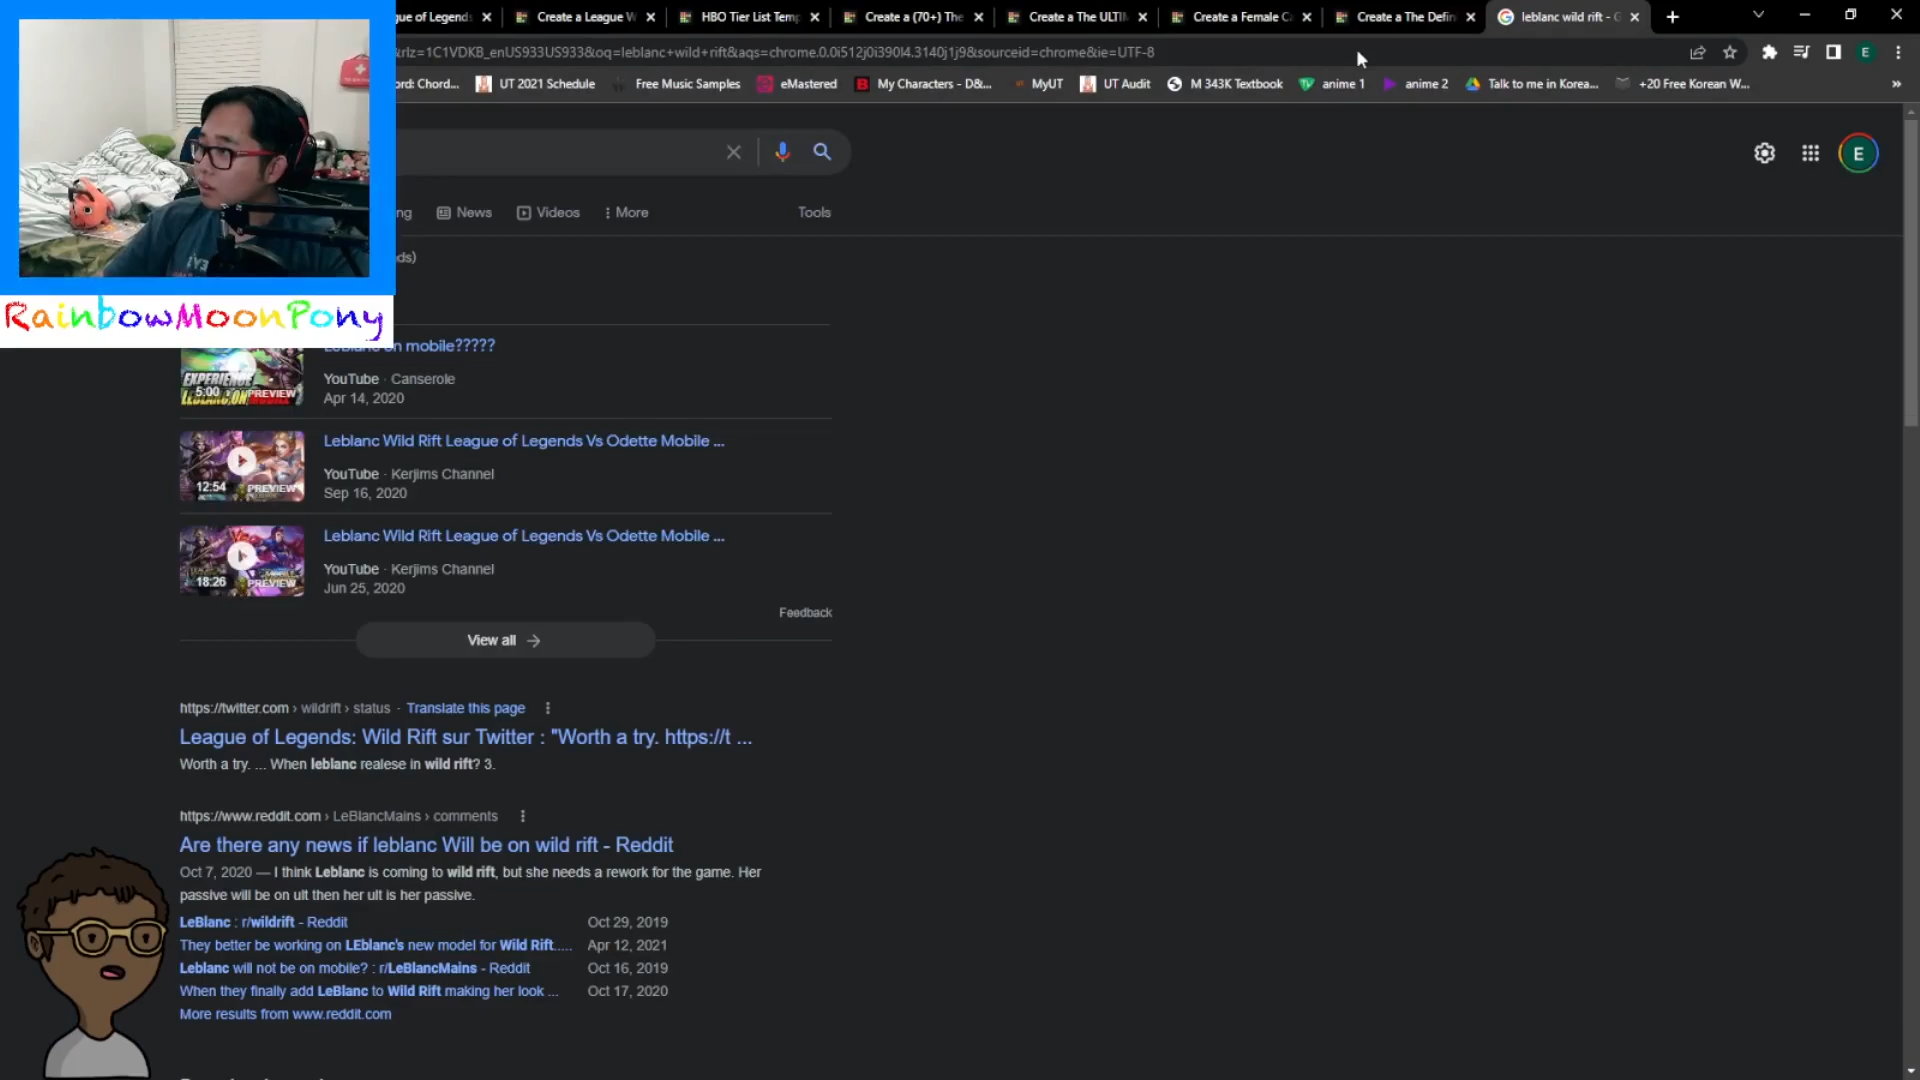 gue of Legends
Create a League W
HBO Tier List Temp
Create a (70+) The
Create a The ULTI
Create a Female C
Create a The Defin
leblanc wild rift - G
&rlz=1C1VDKB_enUS933US933&oq=leblanc+wild+rift&aqs=chrome.0.0i512j0i390l4.3140j1j9&sourceid=chrome&ie=UTF-8
E
ord: Chord...
UT 2021 Schedule
Free Music Samples
eMastered
My Characters - D&...
MyUT
UT Audit
M 343K Textbook
anime 1
anime 2
Talk to me in Korea...
+20 Free Korean W...
»
E
ng
News
Videos
More
Tools
ds)
RainbowMoonPony
Leblanc on mobile?????
EXPERIENCE
5:00
PREVIEW
YouTube · Canserole
Apr 14, 2020
Leblanc Wild Rift League of Legends Vs Odette Mobile ...
12:54
PREVIEW
YouTube · Kerjims Channel
Sep 16, 2020
Leblanc Wild Rift League of Legends Vs Odette Mobile ...
18:26
PREVIEW
YouTube · Kerjims Channel
Jun 25, 2020
Feedback
View all
https://twitter.com › wildrift › status · Translate this page
League of Legends: Wild Rift sur Twitter : "Worth a try. https://t ...
Worth a try. ... When leblanc realese in wild rift? 3.
https://www.reddit.com › LeBlancMains › comments
Are there any news if leblanc Will be on wild rift - Reddit
Oct 7, 2020 — I think Leblanc is coming to wild rift, but she needs a rework for the game. Her
passive will be on ult then her ult is her passive.
LeBlanc : r/wildrift - Reddit Oct 29, 2019
They better be working on LEblanc's new model for Wild Rift..... Apr 12, 2021
Leblanc will not be on mobile? : r/LeBlancMains - Reddit Oct 16, 2019
When they finally add LeBlanc to Wild Rift making her look ... Oct 17, 2020
More results from www.reddit.com